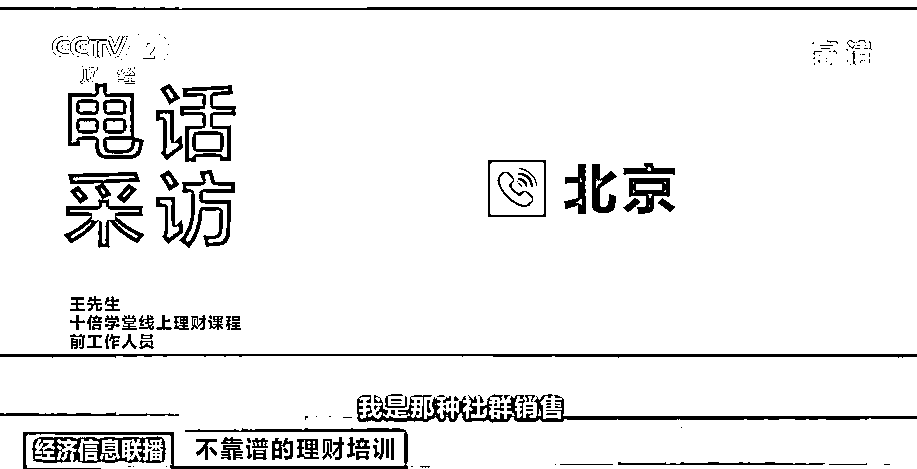 CCTV 2
财经
高清
电话
采访
北京
王先生
十倍学堂线上理财课程
前工作人员
我是那种社群销售
经济信息联播
不靠谱的理财培训